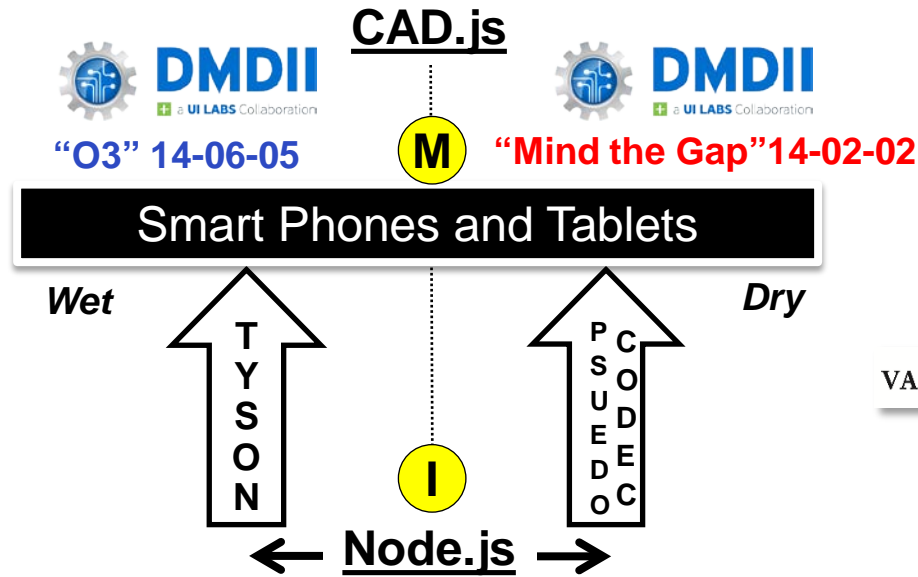 CAD.js
DMDII
a UI LABS Collaboration
DMDII
a UI LABS Collaboration
“O3” 14-06-05
M
“Mind the Gap”14-02-02
Smart Phones and Tablets
Wet
Dry
TYSON
PSUEDO
CODEC
VA
I
Node.js